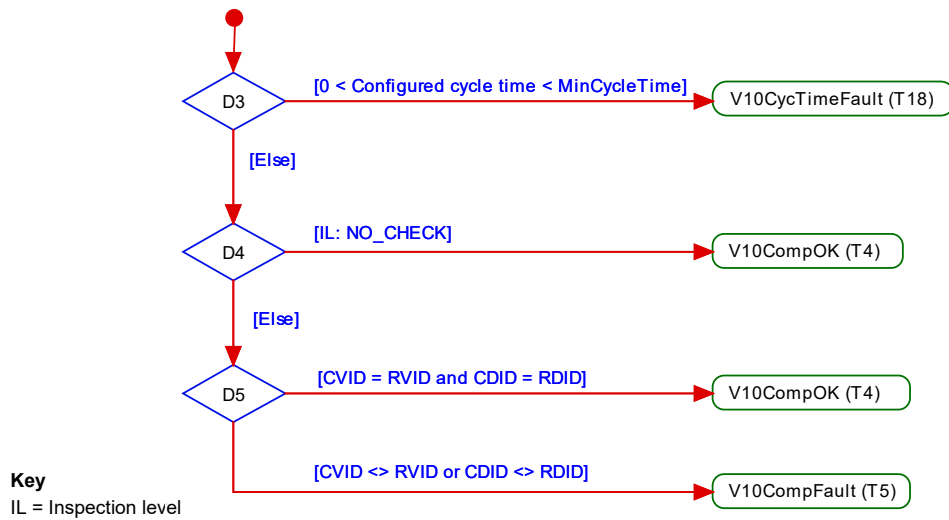 D3
[0 < Configured cycle time < MinCycleTime]
V10CycTimeFault (T18)
[Else]
D4
[IL: NO_CHECK]
V10CompOK (T4)
[Else]
D5
[CVID = RVID and CDID = RDID]
V10CompOK (T4)
[CVID <> RVID or CDID <> RDID]
V10CompFault (T5)
Key
IL = Inspection level